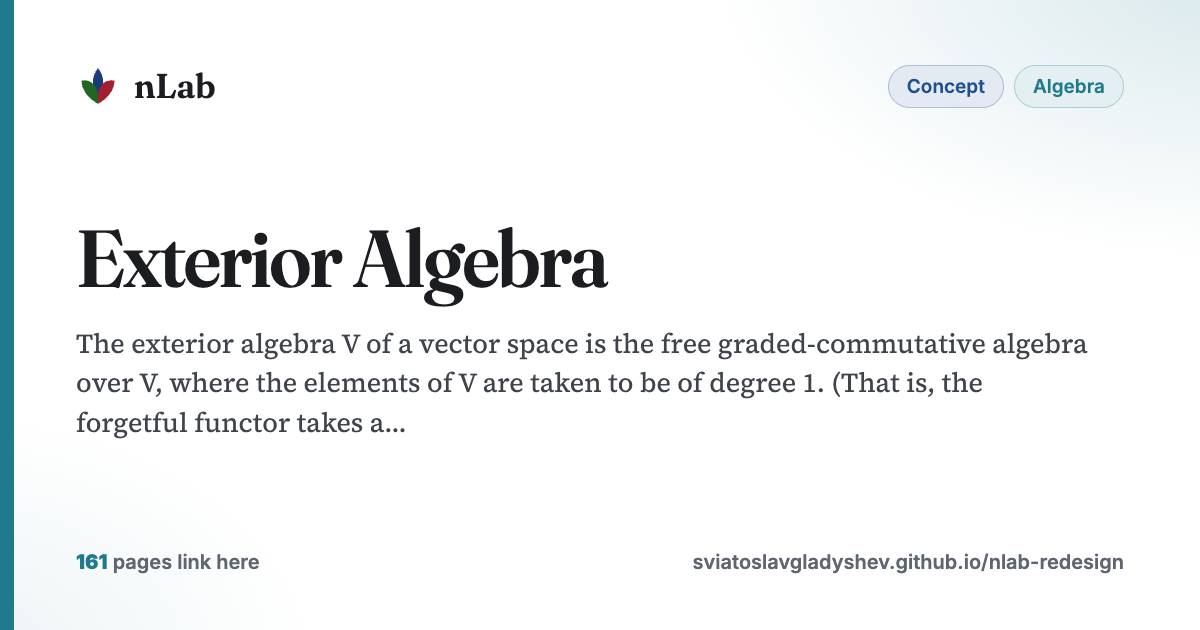 nLab
Concept
Algebra
Exterior Algebra
The exterior algebra V of a vector space is the free graded-commutative algebra
over V, where the elements of V are taken to be of degree 1. (That is, the
forgetful functor takes a...
161 pages link here
sviatoslavgladyshev.github.io/nlab-redesign